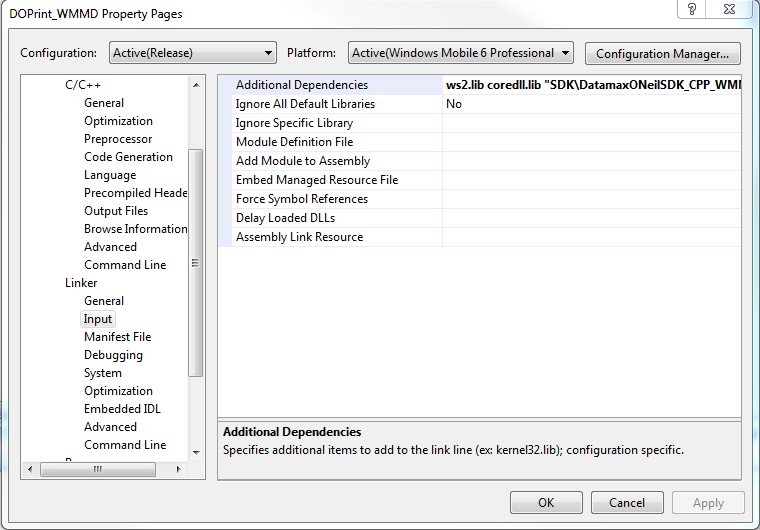 DOPrint_WMMD Property Pages
Configuration: Active(Release) Platform: Active(Windows Mobile 6 Professional Configuration Manager...
C/C++
General
Optimization
Preprocessor
Code Generation
Language
Precompiled Heade
Output Files
Browse Information
Advanced
Command Line
Linker
General
Input
Manifest File
Debugging
System
Optimization
Embedded IDL
Advanced
Command Line
Additional Dependencies ws2.lib coredll.lib "SDK\DatamaxONeilSDK_CPP_WMM
Ignore All Default Libraries No
Ignore Specific Library
Module Definition File
Add Module to Assembly
Embed Managed Resource File
Force Symbol References
Delay Loaded DLLs
Assembly Link Resource
Additional Dependencies
Specifies additional items to add to the link line (ex: kernel32.lib); configuration specific.
OK Cancel Apply